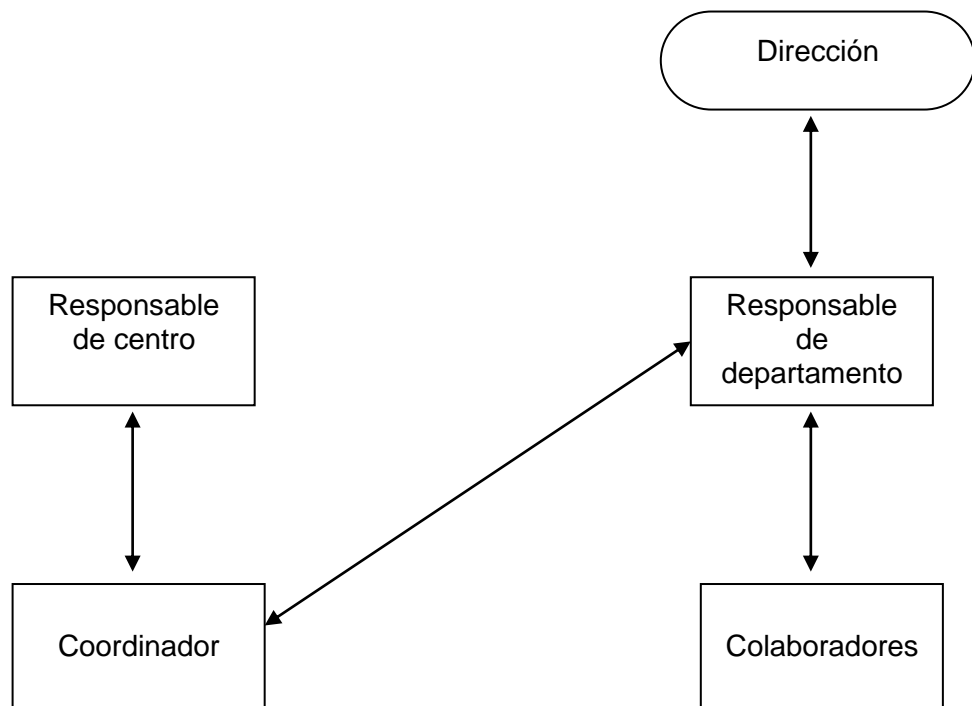 Dirección
Responsable
de centro
Responsable
de
departamento
Coordinador
Colaboradores